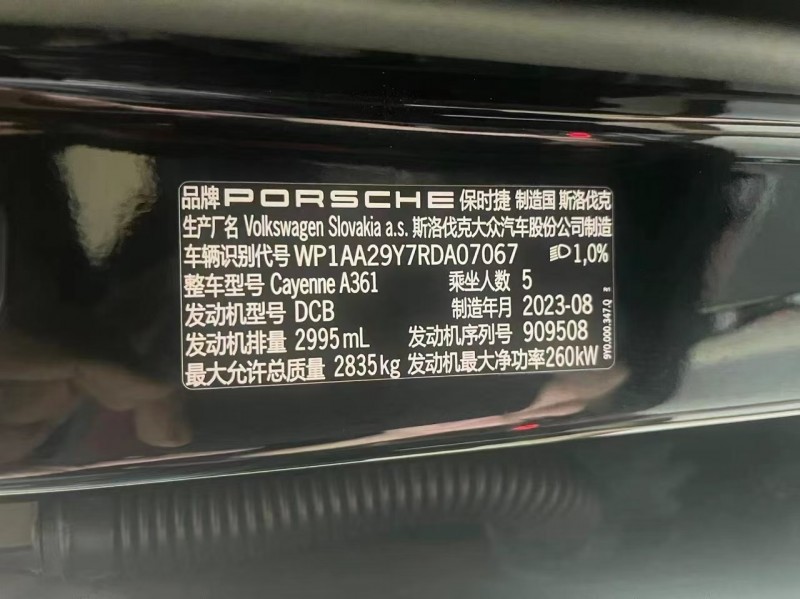 品牌 PORSCHE 保时捷 制造国 斯洛伐克
生产厂名 Volkswagen Slovakia a.s. 斯洛伐克大众汽车股份公司制造
车辆识别代号 WP1AA29Y7RDA07067 1,0%
整车型号 Cayenne A361 乘坐人数 5
发动机型号 DCB 制造年月 2023-08
发动机排量 2995 mL 发动机序列号 909508
最大允许总质量 2835 kg 发动机最大净功率 260kW
9Y0.000.347.Q